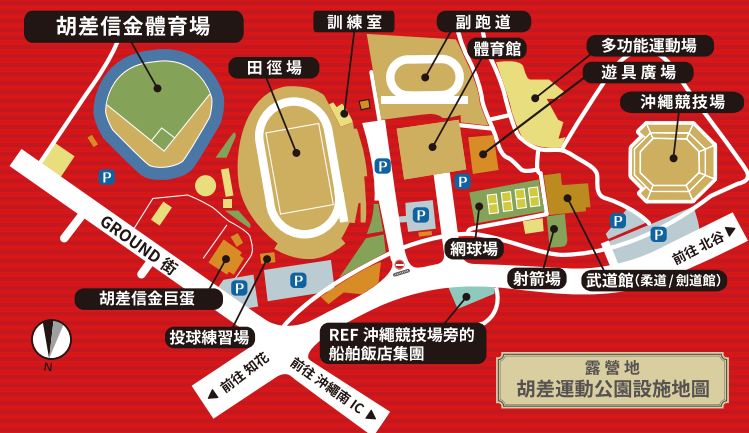 胡差信金體育場
訓練室
副跑道
體育館
多功能運動場
遊具廣場
田徑場
沖繩競技場
P
P
P
P
P
P
P
P
GROUND 街
前往 北谷
網球場
射箭場
武道館(柔道/劍道館)
胡差信金巨蛋
投球練習場
REF 沖繩競技場旁的
船舶飯店集團
N
前往 知花
前往 沖繩南 IC
露營地
胡差運動公園設施地圖